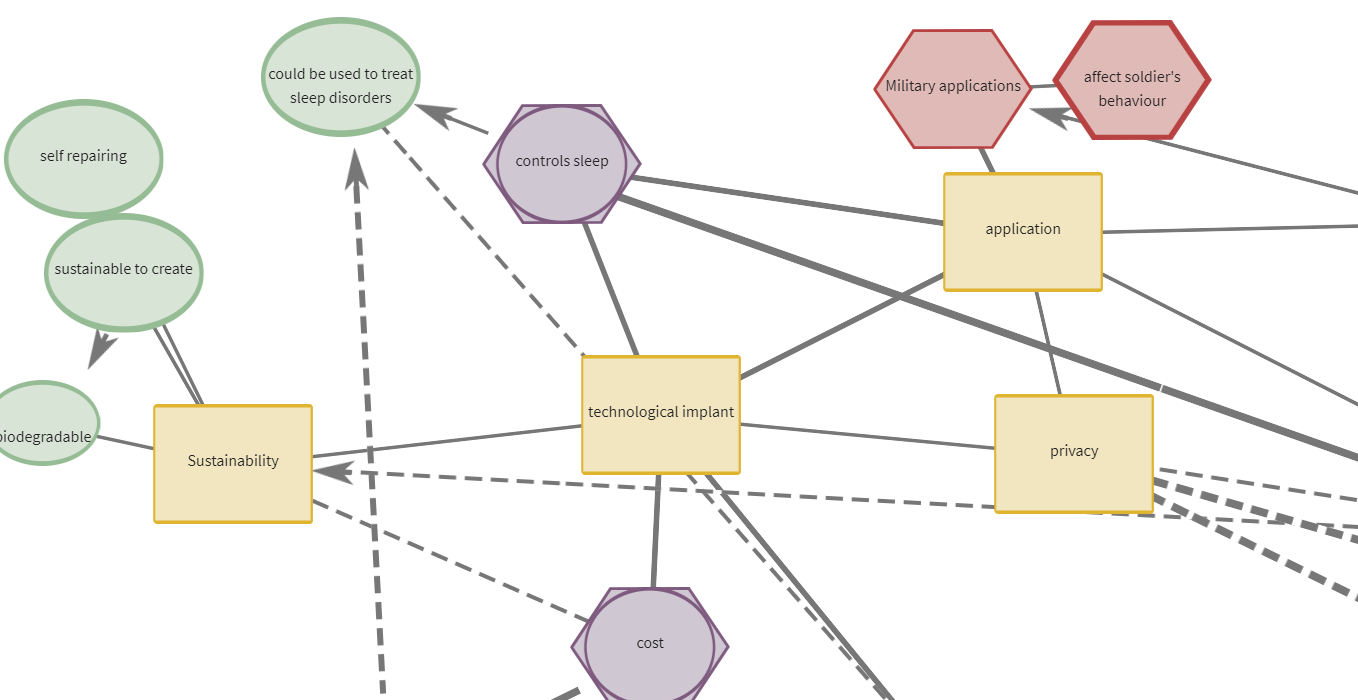 could be used to treat
sleep disorders
Military applications
affect soldier's
behaviour
self repairing
controls sleep
application
sustainable to create
technological implant
biodegradable
Sustainability
privacy
cost